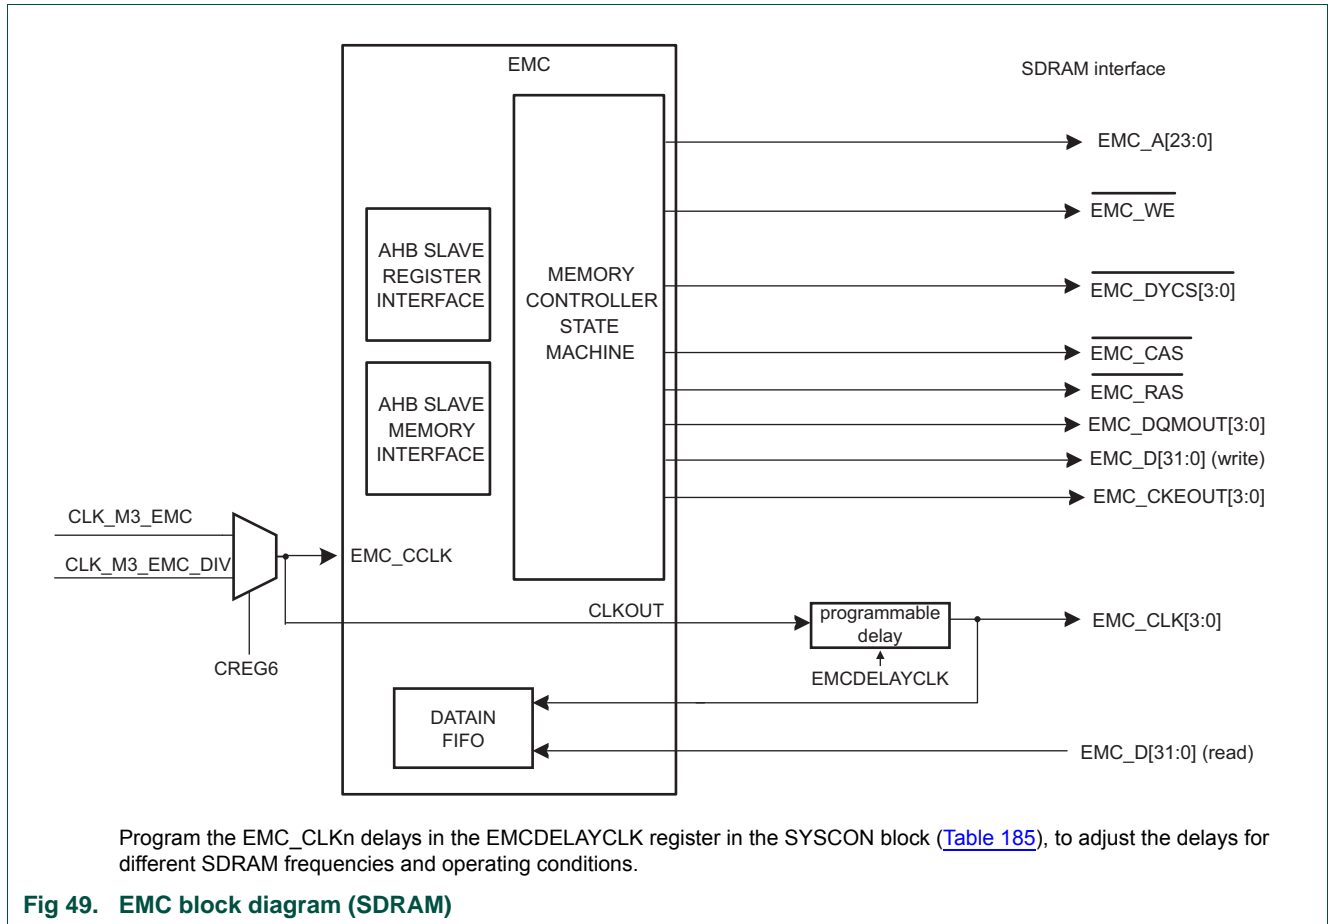 EMC
SDRAM interface
EMC_A[23:0]
EMC_WE
EMC_DYCS[3:0]
EMC_CAS
EMC_RAS
EMC_DQMOUT[3:0]
EMC_D[31:0] (write)
EMC_CKEOUT[3:0]
AHB SLAVE
REGISTER
INTERFACE
MEMORY
CONTROLLER
STATE
MACHINE
AHB SLAVE
MEMORY
INTERFACE
CLK_M3_EMC
CLK_M3_EMC_DIV
EMC_CCLK
CREG6
CLKOUT
programmable
delay
EMCDELAYCLK
EMC_CLK[3:0]
DATAIN
FIFO
EMC_D[31:0] (read)
Program the EMC_CLKn delays in the EMCDELAYCLK register in the SYSCON block (Table 185), to adjust the delays for
different SDRAM frequencies and operating conditions.
Fig 49. EMC block diagram (SDRAM)